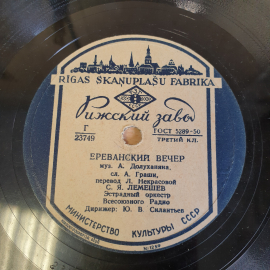 RĪGAS SKAŅUPLAŠU FABRIKA
Рижский завод
Г
23749
ГОСТ 5289-50
ТРЕТИЙ КЛ.
ЕРЕВАНСКИЙ ВЕЧЕР
муз. А. Долуханяна,
сл. А. Граши,
перевод Л. Некрасовой
С. Я. ЛЕМЕШЕВ
Эстрадный оркестр
Всесоюзного Радио
Дирижер: Ю. В. Силантьев
МИНИСТЕРСТВО КУЛЬТУРЫ СССР